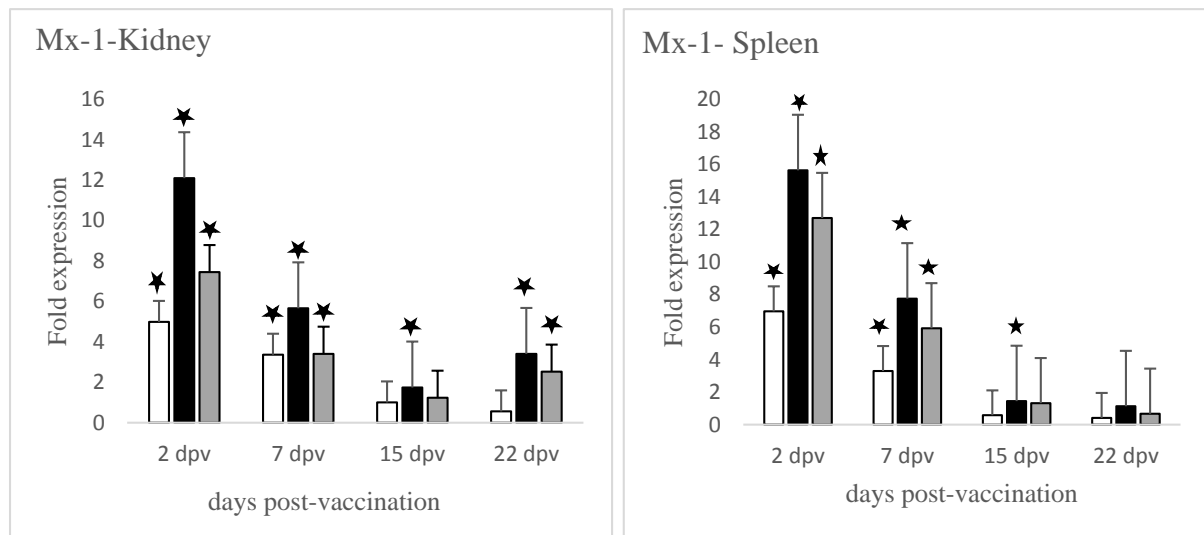 Mx-1-Kidney
Fold expression
16
14
12
10
8
6
4
2
0
2 dpv 7 dpv 15 dpv 22 dpv
days post-vaccination
Mx-1- Spleen
Fold expression
20
18
16
14
12
10
8
6
4
2
0
2 dpv 7 dpv 15 dpv 22 dpv
days post-vaccination